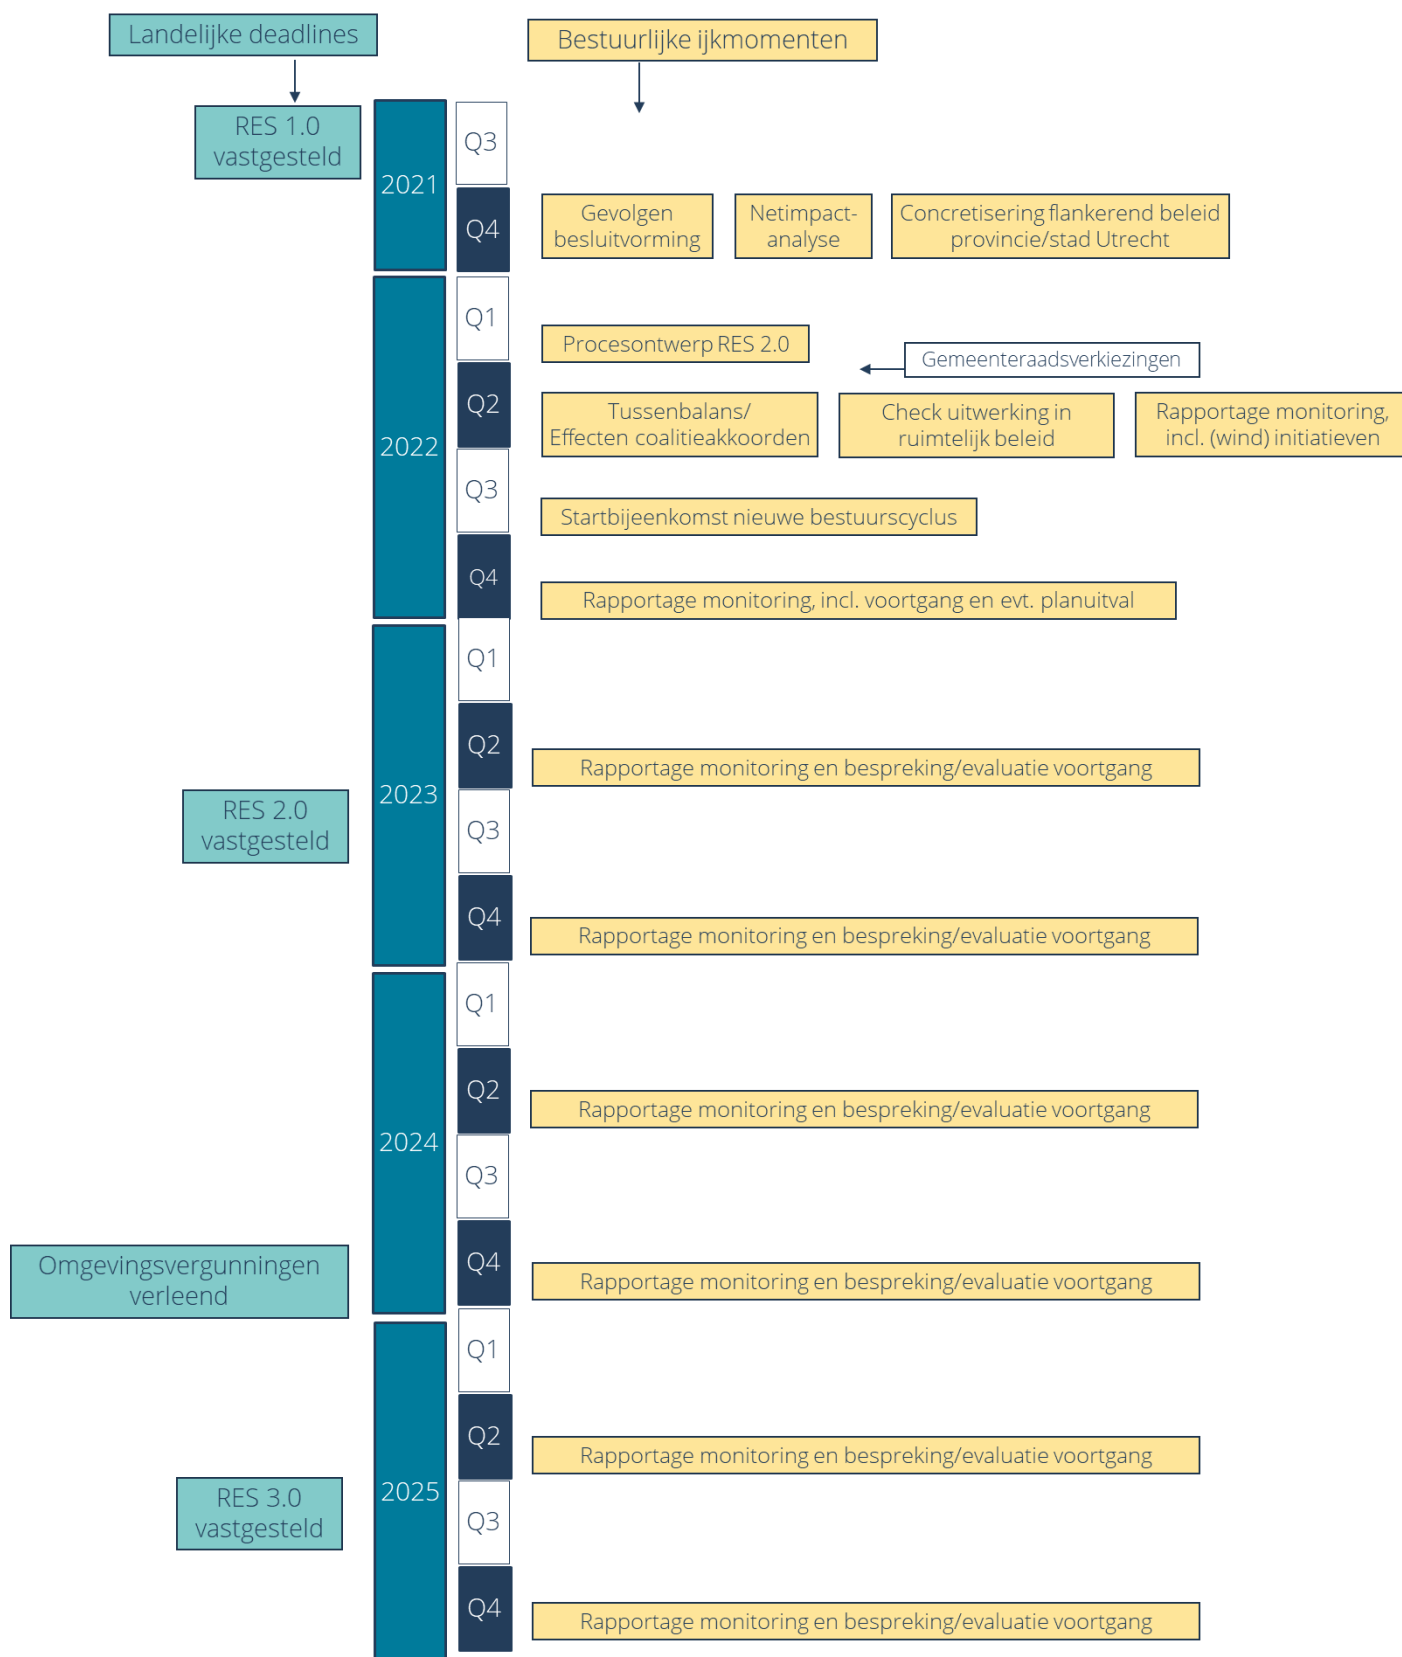 Landelijke deadlines
Bestuurlijke ijkmomenten
RES 1.0
vastgesteld
2021
Q3
Q4
Gevolgen
besluitvorming
Netimpact-
analyse
Concretisering flankerend beleid
provincie/stad Utrecht
2022
Q1
Procesontwerp RES 2.0
Gemeenteraadsverkiezingen
Q2
Tussenbalans/
Effecten coalitieakkoorden
Check uitwerking in
ruimtelijk beleid
Rapportage monitoring,
incl. (wind) initiatieven
Q3
Startbijeenkomst nieuwe bestuurscyclus
Q4
Rapportage monitoring, incl. voortgang en evt. planuitval
2023
Q1
Q2
Rapportage monitoring en bespreking/evaluatie voortgang
RES 2.0
vastgesteld
Q3
Q4
Rapportage monitoring en bespreking/evaluatie voortgang
2024
Q1
Q2
Rapportage monitoring en bespreking/evaluatie voortgang
Q3
Omgevingsvergunningen
verleend
Q4
Rapportage monitoring en bespreking/evaluatie voortgang
2025
Q1
Q2
Rapportage monitoring en bespreking/evaluatie voortgang
RES 3.0
vastgesteld
Q3
Q4
Rapportage monitoring en bespreking/evaluatie voortgang